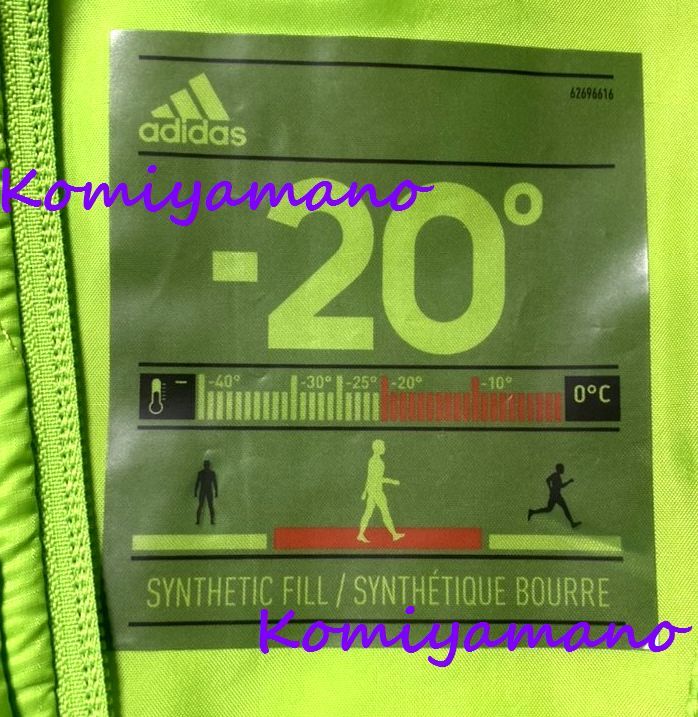 62696616
adidas
Komiyamano
-20°
-40° -30° -25° -20° -10° 0°C
SYNTHETIC FILL / SYNTHÉTIQUE BOURRE
Komiyamano